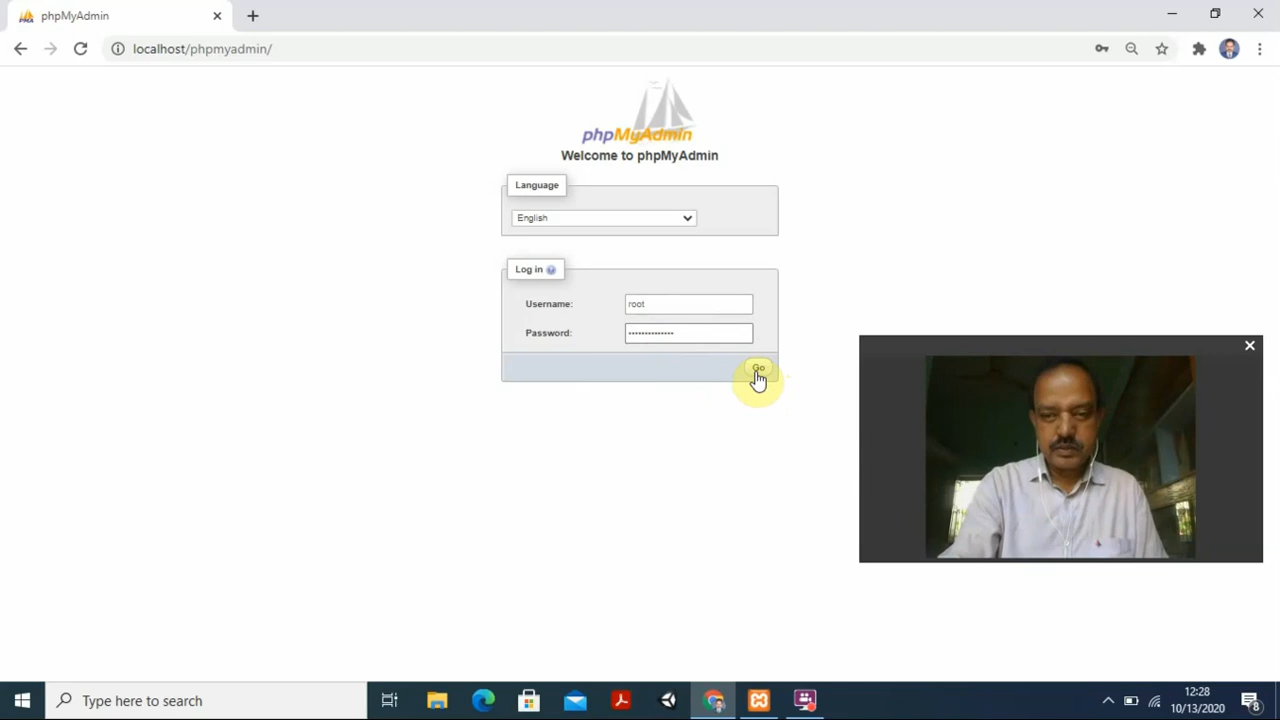 phpMyAdmin
localhost/phpmyadmin/
phpMyAdmin
Welcome to phpMyAdmin
Language
English
Log in
Username:
root
Password:
Go
Type here to search
12:28
10/13/2020
8